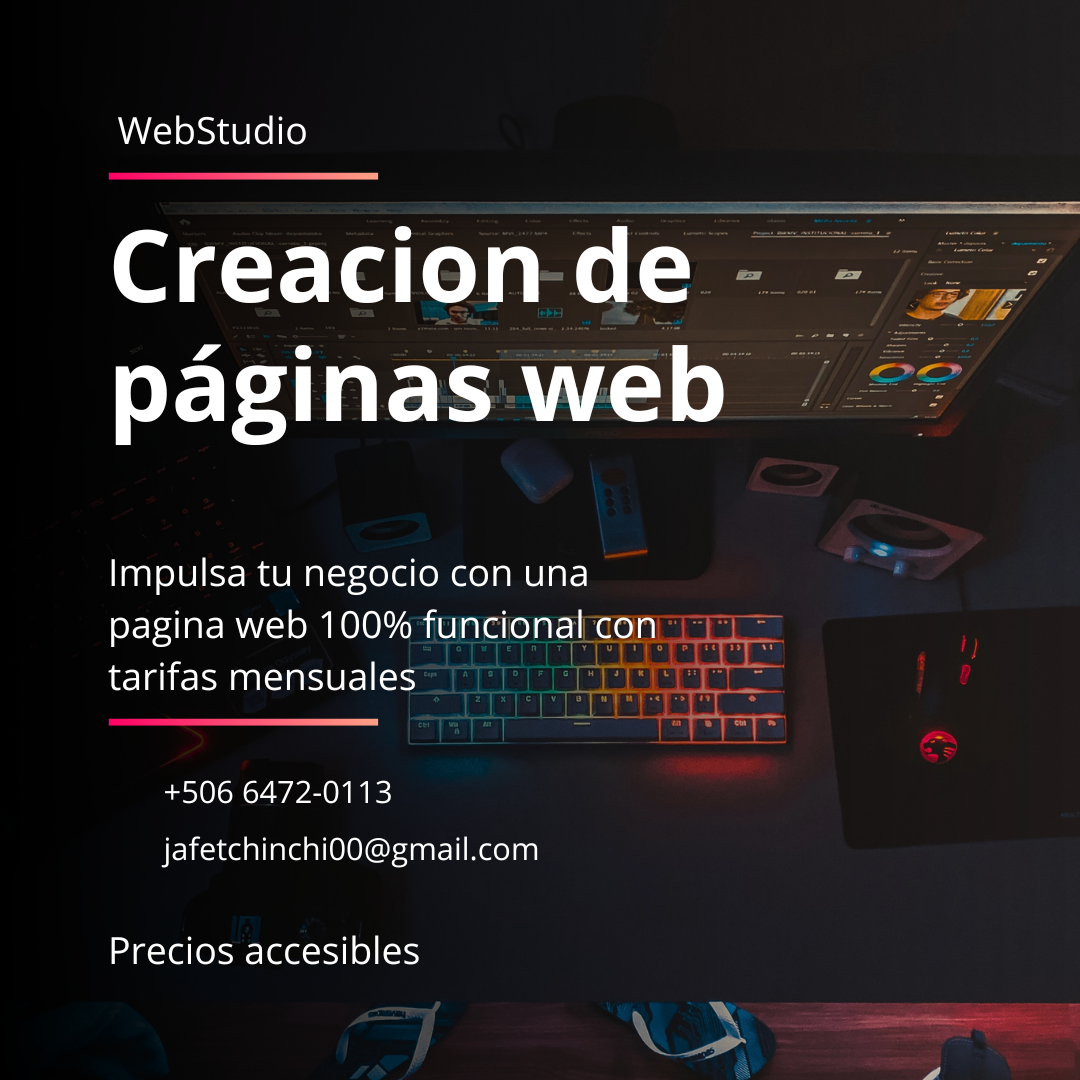 WebStudio
Creacion de
páginas web
Impulsa tu negocio con una
pagina web 100% funcional con
tarifas mensuales
+506 6472-0113
jafetchinchi00@gmail.com
Precios accesibles